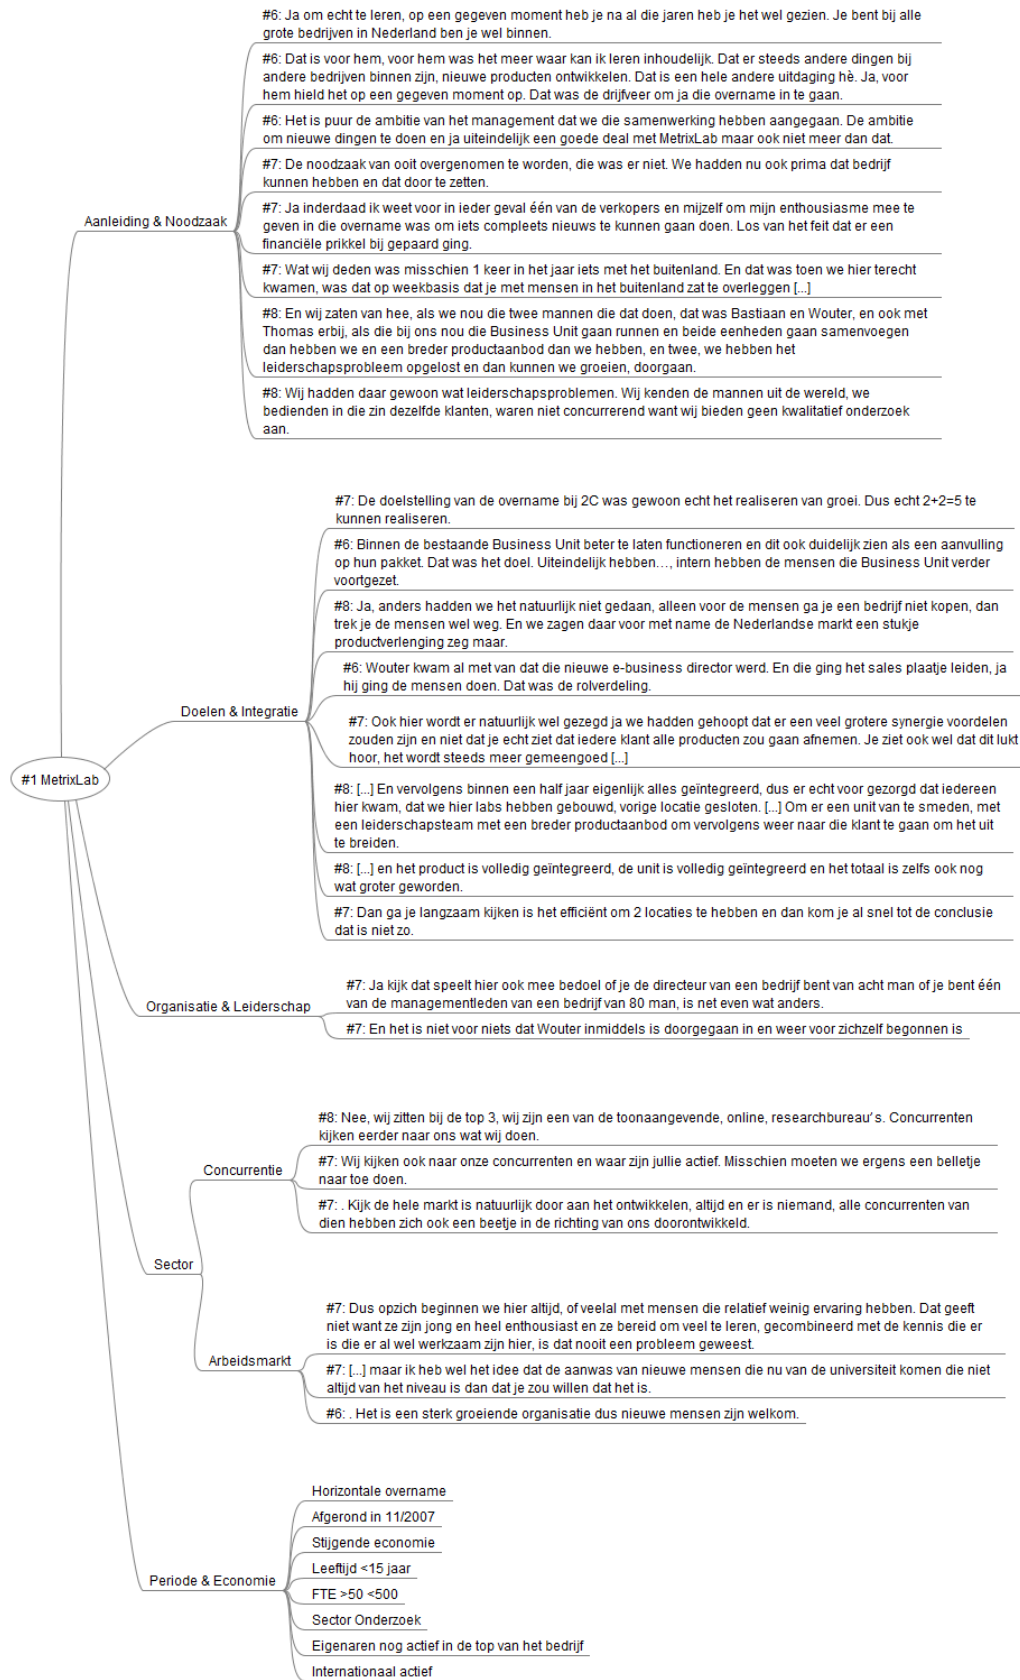 #6: Ja om echt te leren, op een gegeven moment heb je na al die jaren heb je het wel gezien. Je bent bij alle
grote bedrijven in Nederland ben je wel binnen.
#6: Dat is voor hem, voor hem was het meer waar kan ik leren inhoudelijk. Dat er steeds andere dingen bij
andere bedrijven binnen zijn, nieuwe producten ontwikkelen. Dat is een hele andere uitdaging hè. Ja, voor
hem hield het op een gegeven moment op. Dat was de drijfveer om ja die overname in te gaan.
#6: Het is puur de ambitie van het management dat we die samenwerking hebben aangegaan. De ambitie
om nieuwe dingen te doen en ja uiteindelijk een goede deal met MetrixLab maar ook niet meer dan dat.
#7: De noodzaak van ooit overgenomen te worden, die was er niet. We hadden nu ook prima dat bedrijf
kunnen hebben en dat door te zetten.
Aanleiding & Noodzaak
#7: Ja inderdaad ik weet voor in ieder geval één van de verkopers en mijzelf om mijn enthousiasme mee te
geven in die overname was om iets compleets nieuws te kunnen gaan doen. Los van het feit dat er een
financiële prikkel bij gepaard ging.
#7: Wat wij deden was misschien 1 keer in het jaar iets met het buitenland. En dat was toen we hier terecht
kwamen, was dat op weekbasis dat je met mensen in het buitenland zat te overleggen [...]
#8: En wij zaten van hee, als we nou die twee mannen die dat doen, dat was Bastiaan en Wouter, en ook met
Thomas erbij, als die bij ons nou die Business Unit gaan runnen en beide eenheden gaan samenvoegen
dan hebben we en een breder productaanbod dan we hebben, en twee, we hebben het
leiderschapsprobleem opgelost en dan kunnen we groeien, doorgaan.
#8: Wij hadden daar gewoon wat leiderschapsproblemen. Wij kenden de mannen uit de wereld, we
bedienden in die zin dezelfde klanten, waren niet concurrerend want wij bieden geen kwalitatief onderzoek
aan.
#7: De doelstelling van de overname bij 2C was gewoon echt het realiseren van groei. Dus echt 2+2=5 te
kunnen realiseren.
#6: Binnen de bestaande Business Unit beter te laten functioneren en dit ook duidelijk zien als een aanvulling
op hun pakket. Dat was het doel. Uiteindelijk hebben…, intern hebben de mensen die Business Unit verder
voortgezet.
#8: Ja, anders hadden we het natuurlijk niet gedaan, alleen voor de mensen ga je een bedrijf niet kopen, dan
trek je de mensen wel weg. En we zagen daar voor met name de Nederlandse markt een stukje
productverlenging zeg maar.
#6: Wouter kwam al met van dat die nieuwe e-business director werd. En die ging het sales plaatje leiden, ja
hij ging de mensen doen. Dat was de rolverdeling.
Doelen & Integratie
#7: Ook hier wordt er natuurlijk wel gezegd ja we hadden gehoopt dat er een veel grotere synergie voordelen
zouden zijn en niet dat je echt ziet dat iedere klant alle producten zou gaan afnemen. Je ziet ook wel dat dit lukt
hoor, het wordt steeds meer gemeengoed [...]
#1 MetrixLab
#8: [...] En vervolgens binnen een half jaar eigenlijk alles geïntegreerd, dus er echt voor gezorgd dat iedereen
hier kwam, dat we hier labs hebben gebouwd, vorige locatie gesloten. [...] Om er een unit van te smeden, met
een leiderschapsteam met een breder productaanbod om vervolgens weer naar die klant te gaan om het uit
te breiden.
#8: [...] en het product is volledig geïntegreerd, de unit is volledig geïntegreerd en het totaal is zelfs ook nog
wat groter geworden.
#7: Dan ga je langzaam kijken is het efficiënt om 2 locaties te hebben en dan kom je al snel tot de conclusie
dat is niet zo.
Organisatie & Leiderschap
#7: Ja kijk dat speelt hier ook mee bedoel of je de directeur van een bedrijf bent van acht man of je bent één
van de managementleden van een bedrijf van 80 man, is net even wat anders.
#7: En het is niet voor niets dat Wouter inmiddels is doorgegaan in en weer voor zichzelf begonnen is
#8: Nee, wij zitten bij de top 3, wij zijn een van de toonaangevende, online, researchbureau's. Concurrenten
kijken eerder naar ons wat wij doen.
Concurrentie
#7: Wij kijken ook naar onze concurrenten en waar zijn jullie actief. Misschien moeten we ergens een belletje
naar toe doen.
#7: . Kijk de hele markt is natuurlijk door aan het ontwikkelen, altijd en er is niemand, alle concurrenten van
dien hebben zich ook een beetje in de richting van ons doorontwikkeld.
Sector
#7: Dus opzich beginnen we hier altijd, of veelal met mensen die relatief weinig ervaring hebben. Dat geeft
niet want ze zijn jong en heel enthousiast en ze bereid om veel te leren, gecombineerd met de kennis die er
is die er al wel werkzaam zijn hier, is dat nooit een probleem geweest.
Arbeidsmarkt
#7: [...] maar ik heb wel het idee dat de aanwas van nieuwe mensen die nu van de universiteit komen die niet
altijd van het niveau is dan dat je zou willen dat het is.
#6: . Het is een sterk groeiende organisatie dus nieuwe mensen zijn welkom.
Horizontale overname
Afgerond in 11/2007
Stijgende economie
Leeftijd <15 jaar
Periode & Economie
FTE >50 <500
Sector Onderzoek
Eigenaren nog actief in de top van het bedrijf
Internationaal actief